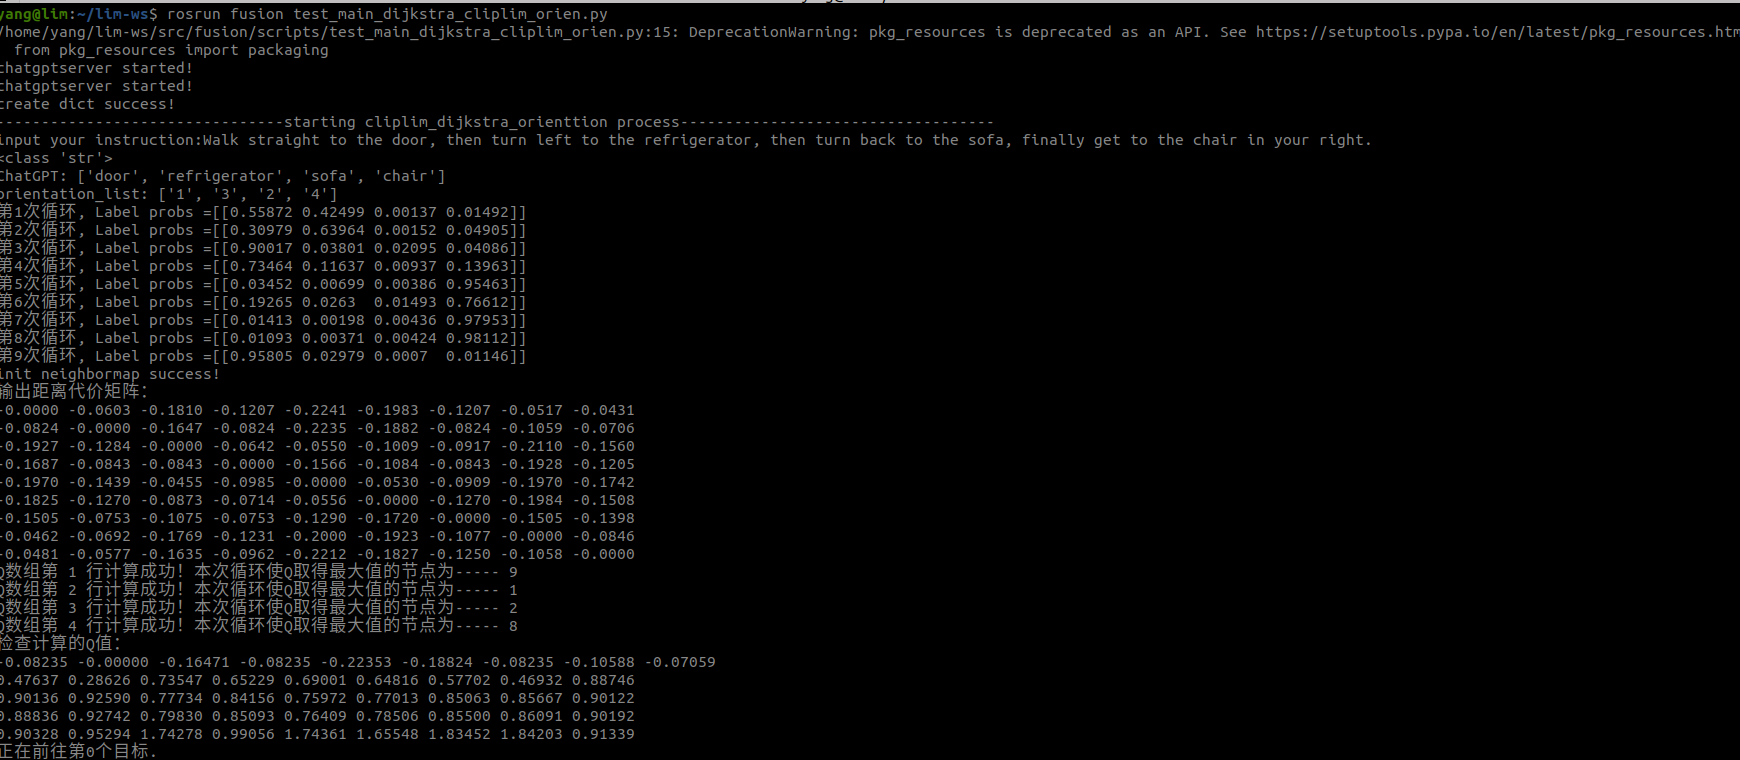 yang@lim:~/lim-ws$ rosrun fusion test_main_dijkstra_cliplim_orien.py
/home/yang/lim-ws/src/fusion/scripts/test_main_dijkstra_cliplim_orien.py:15: DeprecationWarning: pkg_resources is deprecated as an API. See https://setuptools.pypa.io/en/latest/pkg_resources.htm
from pkg_resources import packaging
chatgptserver started!
chatgptserver started!
create dict success!
--------------------------------starting cliplim_dijkstra_orienttion process-----------------------------------
input your instruction:Walk straight to the door, then turn left to the refrigerator, then turn back to the sofa, finally get to the chair in your right.
<class 'str'>
ChatGPT: ['door', 'refrigerator', 'sofa', 'chair']
orientation_list: ['1', '3', '2', '4']
第1次循环, Label probs =[[0.55872 0.42499 0.00137 0.01492]]
第2次循环, Label probs =[[0.30979 0.63964 0.00152 0.04905]]
第3次循环, Label probs =[[0.90017 0.03801 0.02095 0.04086]]
第4次循环, Label probs =[[0.73464 0.11637 0.00937 0.13963]]
第5次循环, Label probs =[[0.03452 0.00699 0.00386 0.95463]]
第6次循环, Label probs =[[0.19265 0.0263  0.01493 0.76612]]
第7次循环, Label probs =[[0.01413 0.00198 0.00436 0.97953]]
第8次循环, Label probs =[[0.01093 0.00371 0.00424 0.98112]]
第9次循环, Label probs =[[0.95805 0.02979 0.0007  0.01146]]
init neighbormap success!
输出距离代价矩阵：
-0.0000 -0.0603 -0.1810 -0.1207 -0.2241 -0.1983 -0.1207 -0.0517 -0.0431
-0.0824 -0.0000 -0.1647 -0.0824 -0.2235 -0.1882 -0.0824 -0.1059 -0.0706
-0.1927 -0.1284 -0.0000 -0.0642 -0.0550 -0.1009 -0.0917 -0.2110 -0.1560
-0.1687 -0.0843 -0.0843 -0.0000 -0.1566 -0.1084 -0.0843 -0.1928 -0.1205
-0.1970 -0.1439 -0.0455 -0.0985 -0.0000 -0.0530 -0.0909 -0.1970 -0.1742
-0.1825 -0.1270 -0.0873 -0.0714 -0.0556 -0.0000 -0.1270 -0.1984 -0.1508
-0.1505 -0.0753 -0.1075 -0.0753 -0.1290 -0.1720 -0.0000 -0.1505 -0.1398
-0.0462 -0.0692 -0.1769 -0.1231 -0.2000 -0.1923 -0.1077 -0.0000 -0.0846
-0.0481 -0.0577 -0.1635 -0.0962 -0.2212 -0.1827 -0.1250 -0.1058 -0.0000
Q数组第 1 行计算成功！本次循环使Q取得最大值的节点为----- 9
Q数组第 2 行计算成功！本次循环使Q取得最大值的节点为----- 1
Q数组第 3 行计算成功！本次循环使Q取得最大值的节点为----- 2
Q数组第 4 行计算成功！本次循环使Q取得最大值的节点为----- 8
检查计算的Q值：
-0.08235 -0.00000 -0.16471 -0.08235 -0.22353 -0.18824 -0.08235 -0.10588 -0.07059
0.47637 0.28626 0.73547 0.65229 0.69001 0.64816 0.57702 0.46932 0.88746
0.90136 0.92590 0.77734 0.84156 0.75972 0.77013 0.85063 0.85667 0.90122
0.88836 0.92742 0.79830 0.85093 0.76409 0.78506 0.85500 0.86091 0.90192
0.90328 0.95294 1.74278 0.99056 1.74361 1.65548 1.83452 1.84203 0.91339
正在前往第0个目标.